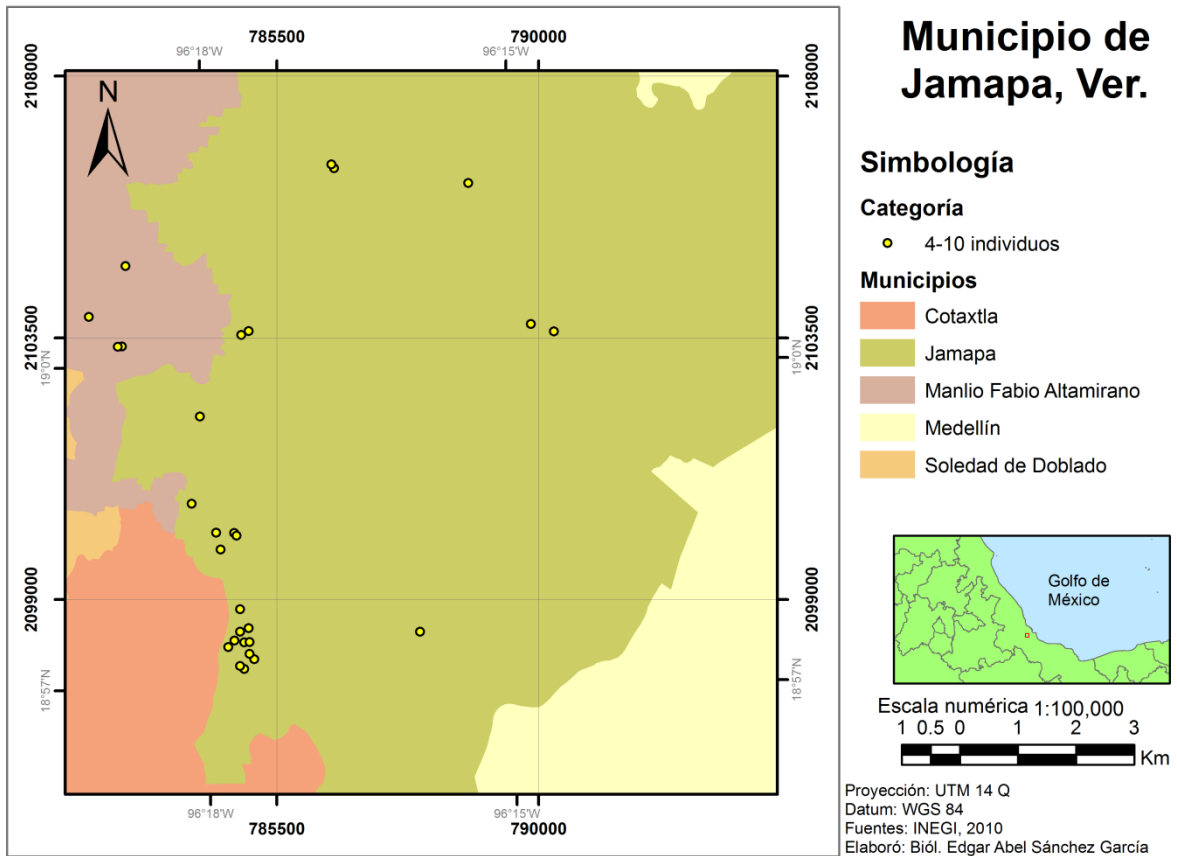 785500
790000
96°18'W
96°15'W
2108000
2108000
N
2103500
2103500
19°0'N
19°0'N
2099000
2099000
18°57'N
18°57'N
96°18'W
96°15'W
785500
790000
Municipio de
Jamapa, Ver.
Simbología
Categoría
4-10 individuos
Municipios
Cotaxtla
Jamapa
Manlio Fabio Altamirano
Medellín
Soledad de Doblado
Golfo de
México
Escala numérica 1:100,000
1 0.5 0 1 2 3
Km
Proyección: UTM 14 Q
Datum: WGS 84
Fuentes: INEGI, 2010
Elaboró: Biól. Edgar Abel Sánchez García